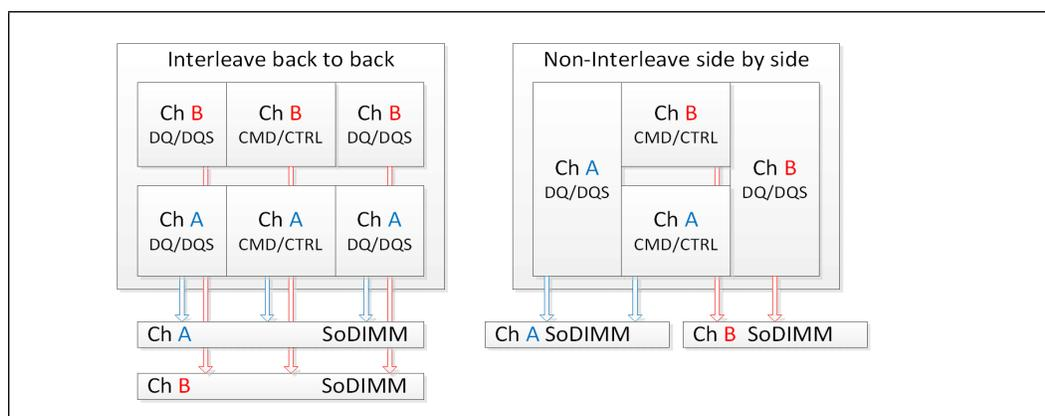 Interleave back to back
Ch B
DQ/DQS
Ch B
CMD/CTRL
Ch B
DQ/DQS
Ch A
DQ/DQS
Ch A
CMD/CTRL
Ch A
DQ/DQS
Ch A SoDIMM
Ch B SoDIMM
Non-Interleave side by side
Ch A
DQ/DQS
Ch B
CMD/CTRL
Ch A
CMD/CTRL
Ch B
DQ/DQS
Ch A SoDIMM
Ch B SoDIMM